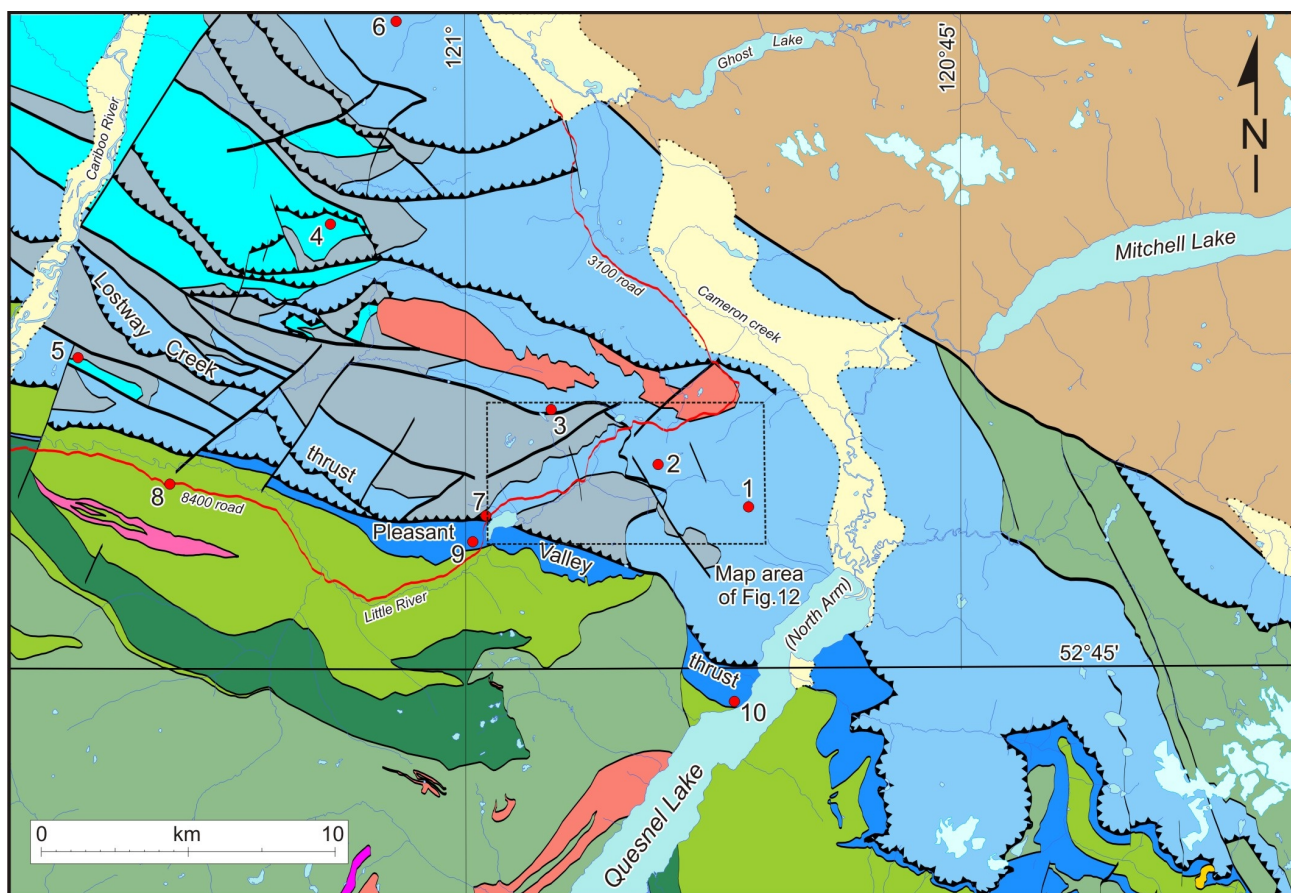 6
121°
120°45'
Ghost Lake
N
Cariboo River
4
Mitchell Lake
3100 road
Cameron creek
Lostway
Creek
thrust
5
3
2
1
8
8400 road
7
Pleasant
9
Valley
Map area
of Fig.12
Little River
(North Arm)
52°45'
thrust
10
Quesnel Lake
0 km 10